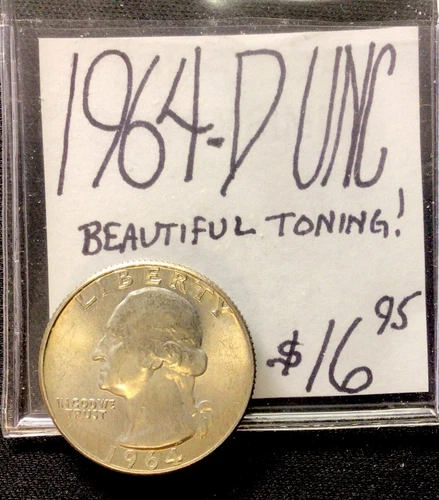 1964-D UNC
BEAUTIFUL TONING!
$16 95
LIBERTY
IN GOD WE
TRUST
1964